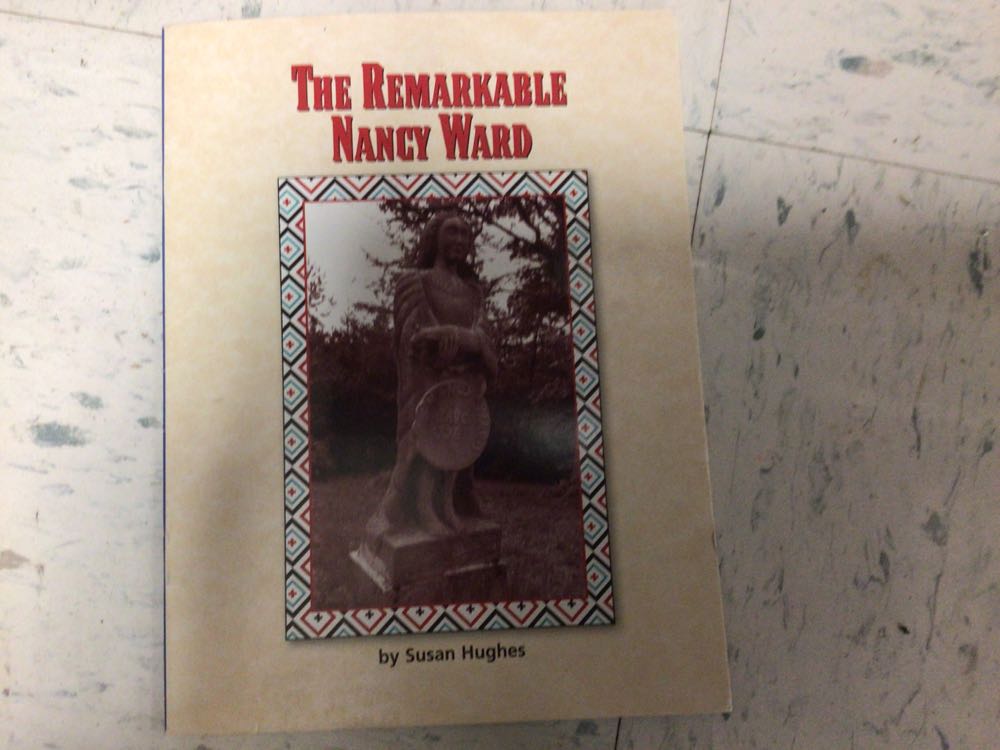 THE REMARKABLE
NANCY WARD
by Susan Hughes